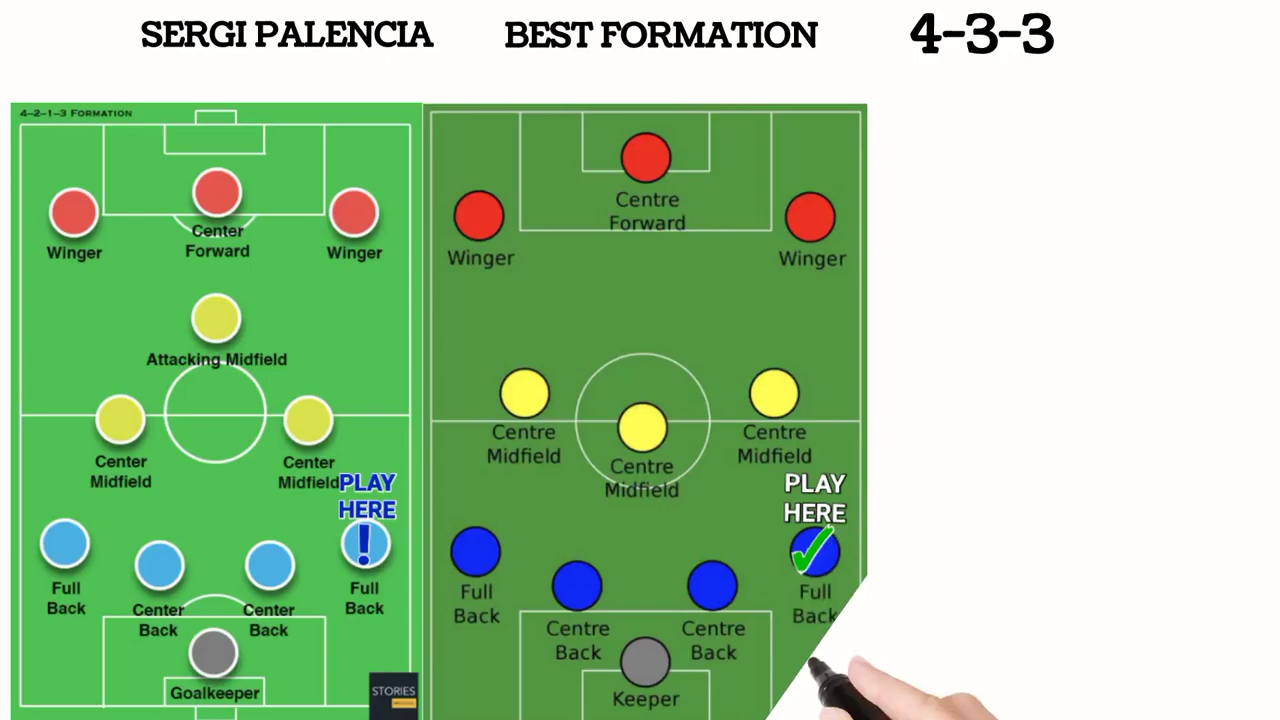 SERGI PALENCIA
BEST FORMATION
4-3-3
4-2-1-3 FORMATION
Winger
Center
Forward
Winger
Attacking Midfield
Center
Midfield
Center
Midfield
PLAY
HERE
!
Full
Back
Center
Back
Center
Back
Full
Back
Goalkeeper
STORIES
Centre
Forward
Winger
Winger
Centre
Midfield
Centre
Midfield
Centre
Midfield
PLAY
HERE
Full
Back
Centre
Back
Centre
Back
Full
Back
Keeper